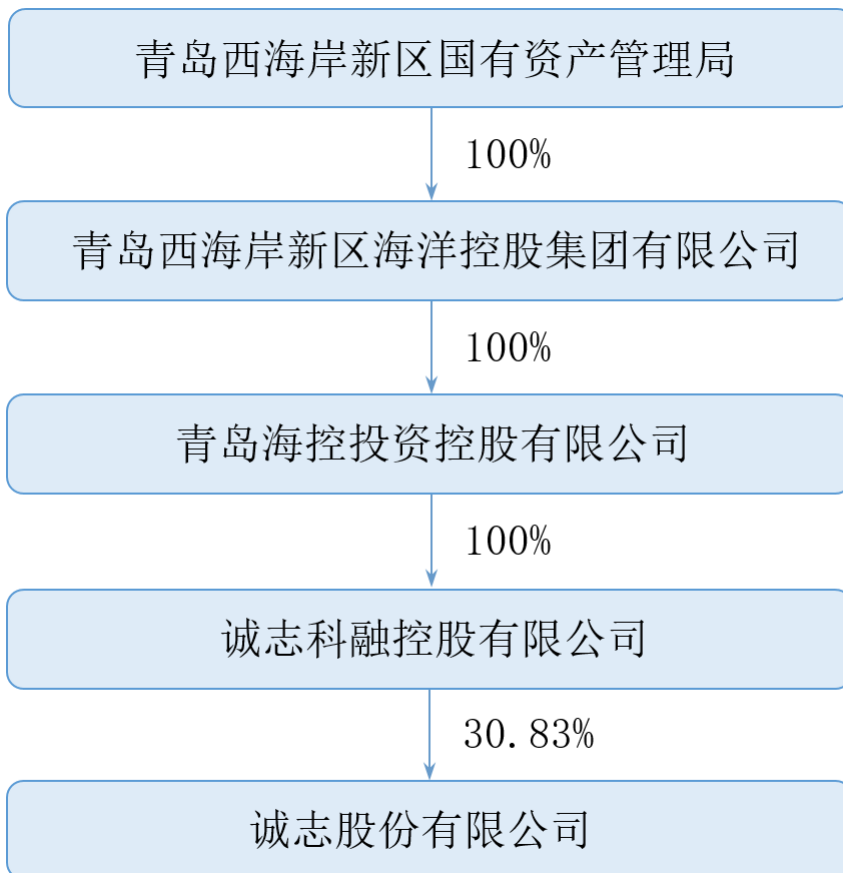 青岛西海岸新区国有资产管理局
100%
青岛西海岸新区海洋控股集团有限公司
100%
青岛海控投资控股有限公司
100%
诚志科融控股有限公司
30.83%
诚志股份有限公司